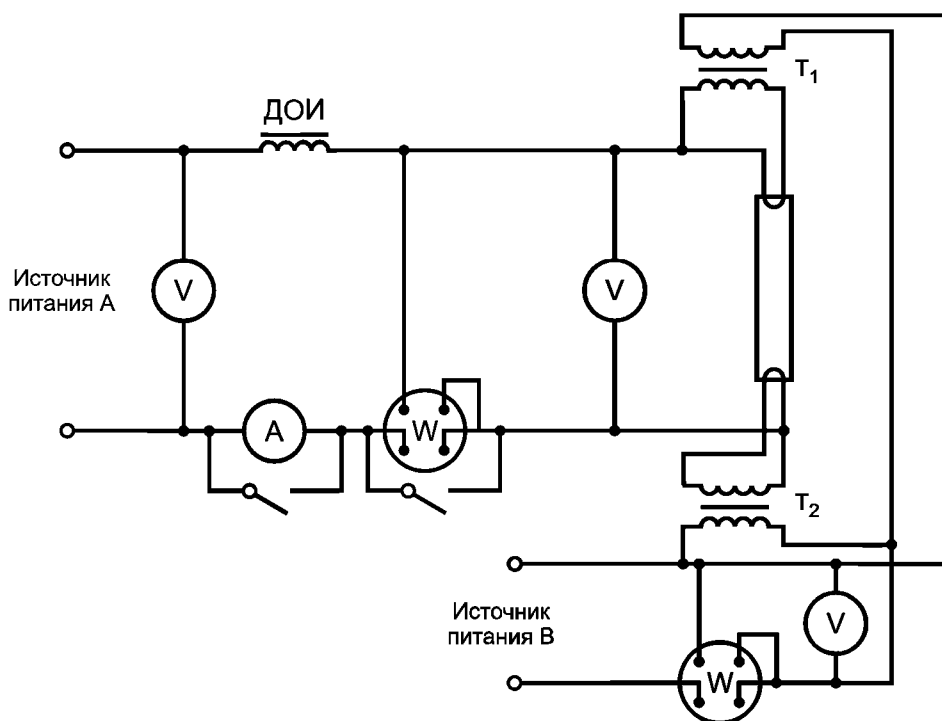 T1
ДОИ
Источник
питания А
V
V
A
W
T2
Источник
питания В
V
W